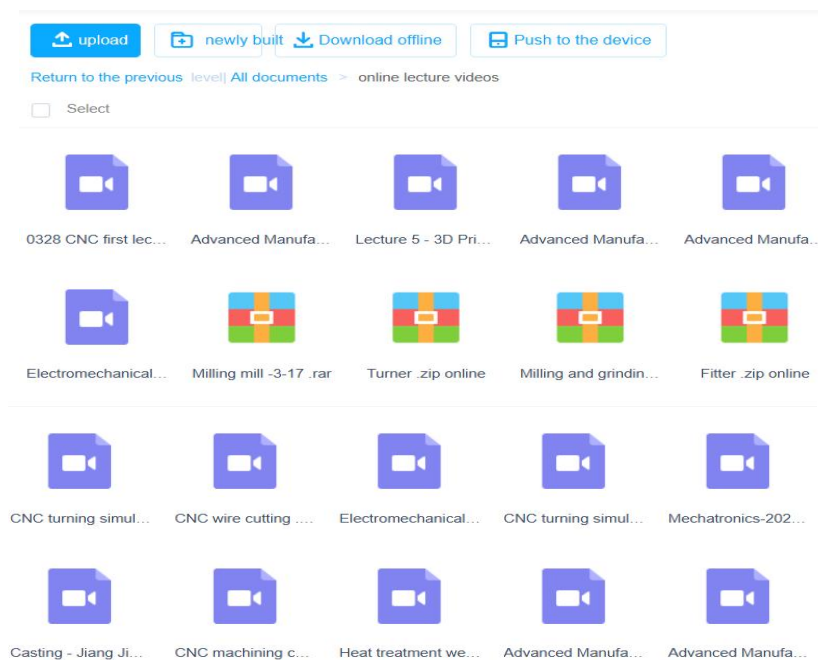 upload newly built Download offline Push to the device
Return to the previous level| All documents > online lecture videos
Select
0328 CNC first lec... Advanced Manufa... Lecture 5 - 3D Pri... Advanced Manufa... Advanced Manufa...
Electromechanical... Milling mill -3-17 .rar Turner .zip online Milling and grindin... Fitter .zip online
CNC turning simul... CNC wire cutting .... Electromechanical... CNC turning simul... Mechatronics-202...
Casting - Jiang Ji... CNC machining c... Heat treatment we... Advanced Manufa... Advanced Manufa...